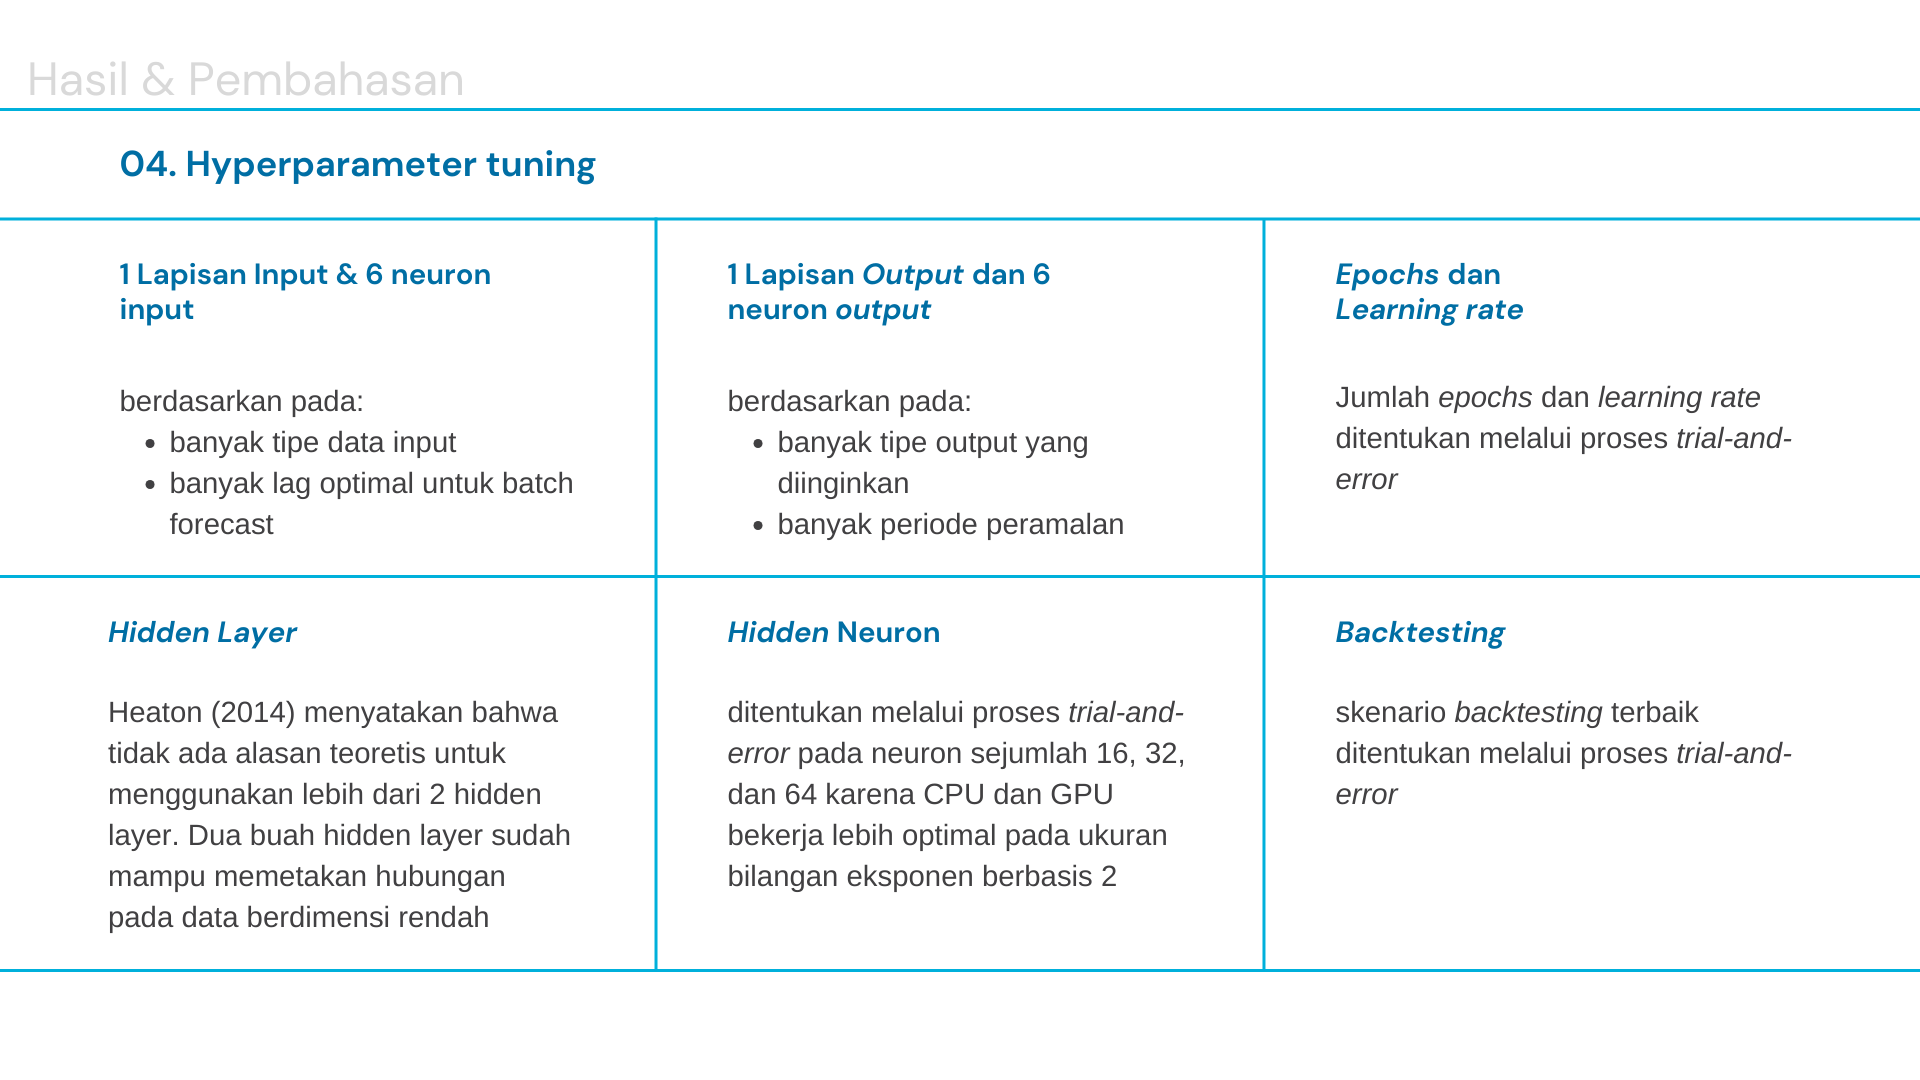 Hasil & Pembahasan
04. Hyperparameter tuning
1 Lapisan Input & 6 neuron
input
berdasarkan pada:
• banyak tipe data input
• banyak lag optimal untuk batch
forecast
1 Lapisan Output dan 6
neuron output
berdasarkan pada:
• banyak tipe output yang
diinginkan
• banyak periode peramalan
Epochs dan
Learning rate
Jumlah epochs dan learning rate
ditentukan melalui proses trial-and-
error
Hidden Layer
Heaton (2014) menyatakan bahwa
tidak ada alasan teoretis untuk
menggunakan lebih dari 2 hidden
layer. Dua buah hidden layer sudah
mampu memetakan hubungan
pada data berdimensi rendah
Hidden Neuron
ditentukan melalui proses trial-and-
error pada neuron sejumlah 16, 32,
dan 64 karena CPU dan GPU
bekerja lebih optimal pada ukuran
bilangan eksponen berbasis 2
Backtesting
skenario backtesting terbaik
ditentukan melalui proses trial-and-
error